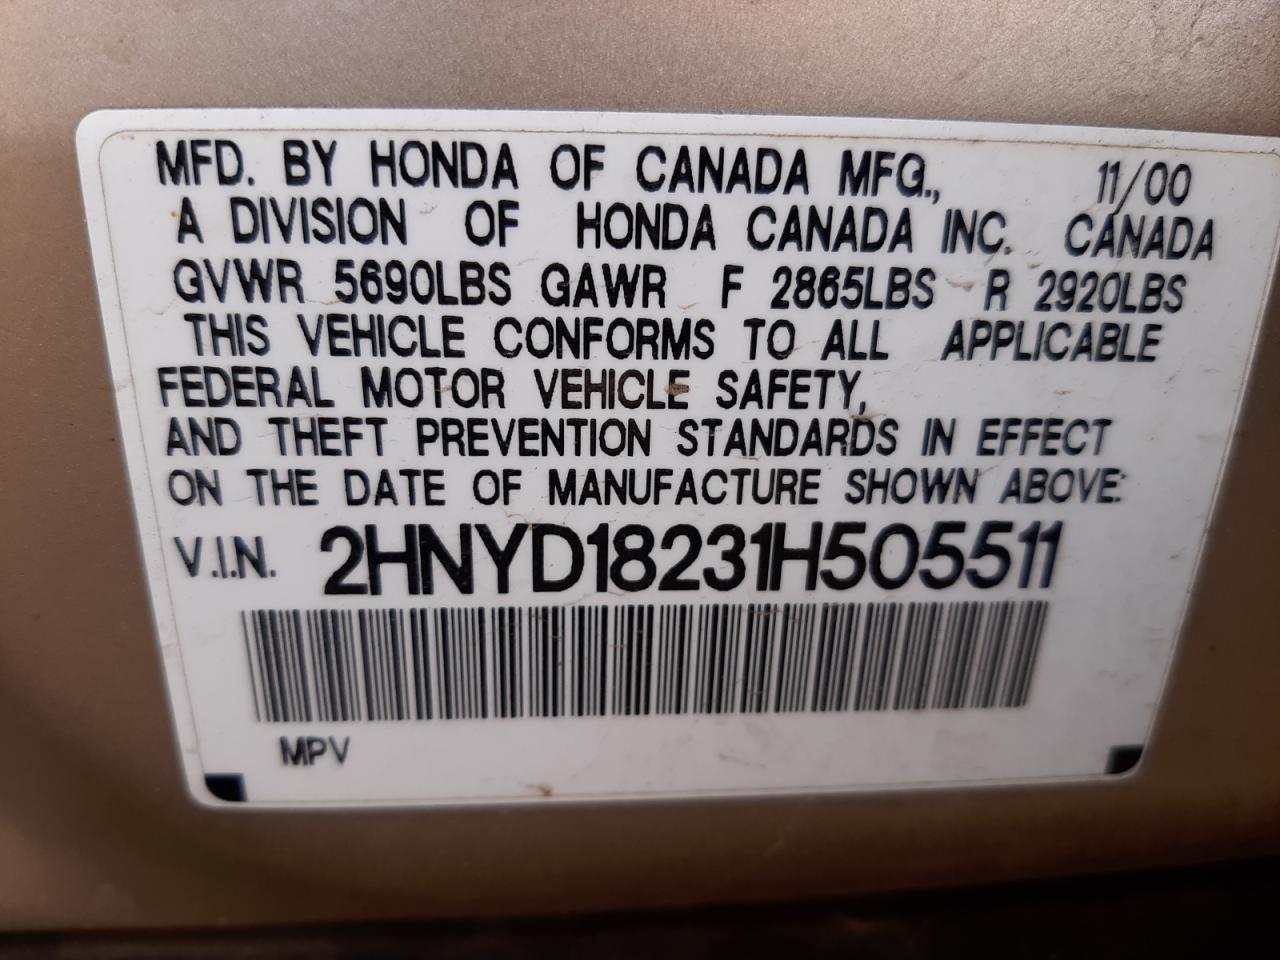 MFD. BY HONDA OF CANADA MFG., 11/00
A DIVISION OF HONDA CANADA INC. CANADA
GVWR 5690LBS GAWR F 2865LBS R 2920LBS
THIS VEHICLE CONFORMS TO ALL APPLICABLE
FEDERAL MOTOR VEHICLE SAFETY,
AND THEFT PREVENTION STANDARDS IN EFFECT
ON THE DATE OF MANUFACTURE SHOWN ABOVE:
V.I.N. 2HNYD18231H505511
MPV